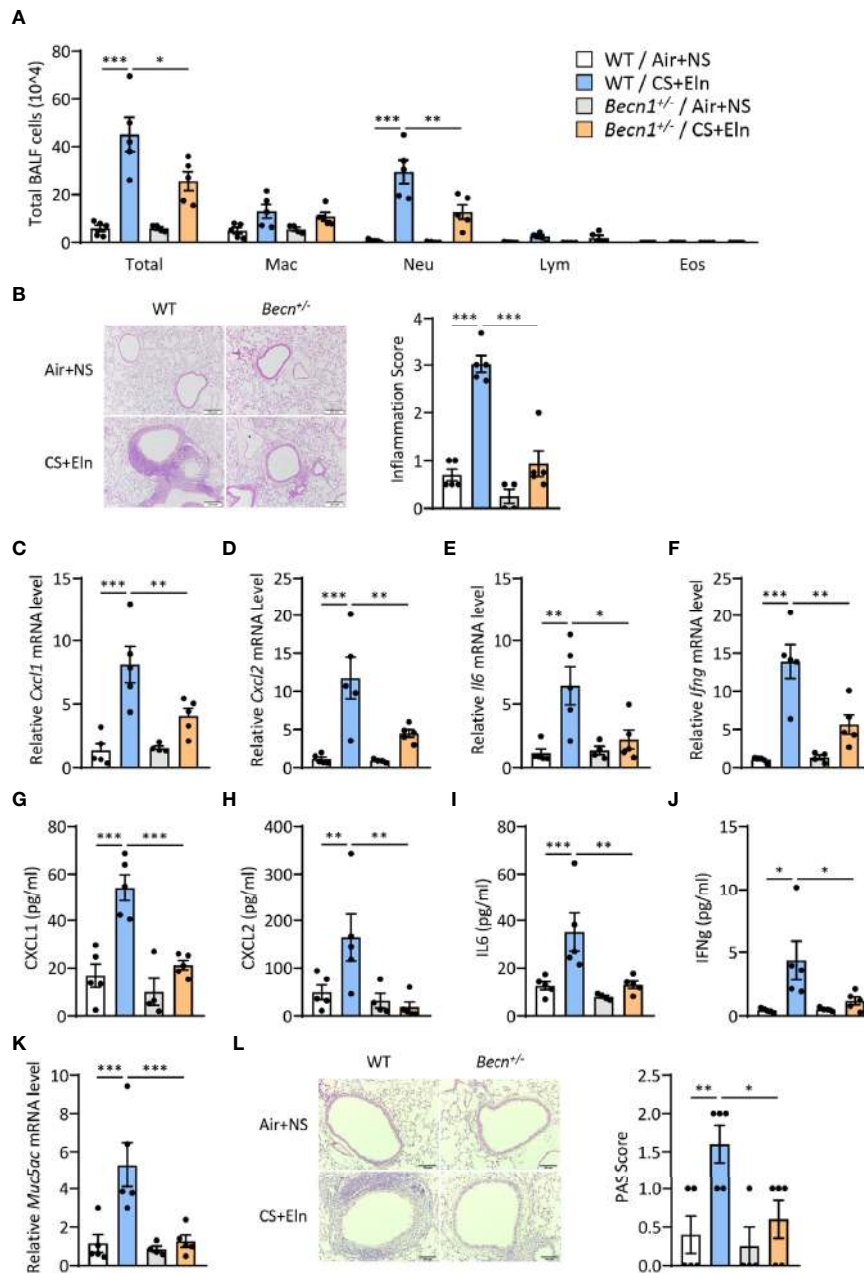 A
*** *
*** **
Total BALF cells (10^4)
80
60
40
20
0
Total Mac Neu Lym Eos
WT / Air+NS
WT / CS+Eln
Becn1+/- / Air+NS
Becn1+/- / CS+Eln
B
WT Becn+/-
Air+NS
CS+Eln
*** ***
Inflammation Score
4
3
2
1
0
C
*** **
Relative Cxcl1 mRNA level
15
10
5
0
D
*** **
Relative Cxcl2 mRNA Level
25
20
15
10
5
0
E
** *
Relative Il6 mRNA level
15
10
5
0
F
*** **
Relative Ifng mRNA level
25
20
15
10
5
0
G
*** ***
CXCL1 (pg/ml)
80
60
40
20
0
H
** **
CXCL2 (pg/ml)
400
300
200
100
0
I
*** **
IL6 (pg/ml)
80
60
40
20
0
J
* *
IFNg (pg/ml)
15
10
5
0
K
*** ***
Relative Muc5ac mRNA level
10
8
6
4
2
0
L
WT Becn+/-
Air+NS
CS+Eln
** *
PAS Score
2.0
1.5
1.0
0.5
0.0